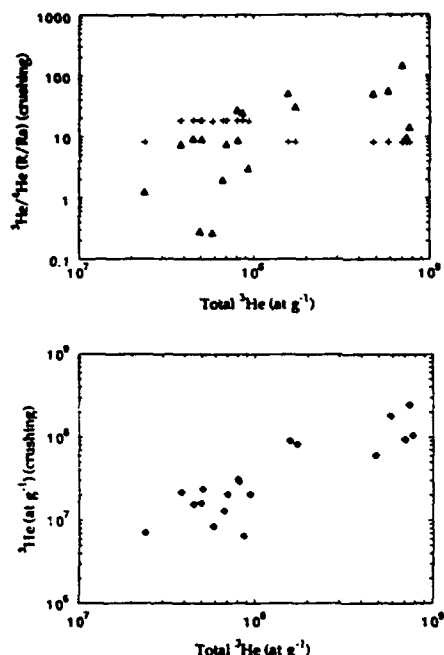 1000
100
10
1
0.1
³He/⁴He (R/Ra) (crushing)
10⁷ 10⁸ 10⁹
Total ³He (at g⁻¹)
10⁹
10⁸
10⁷
10⁶
³He (at g⁻¹) (crushing)
10⁷ 10⁸ 10⁹
Total ³He (at g⁻¹)